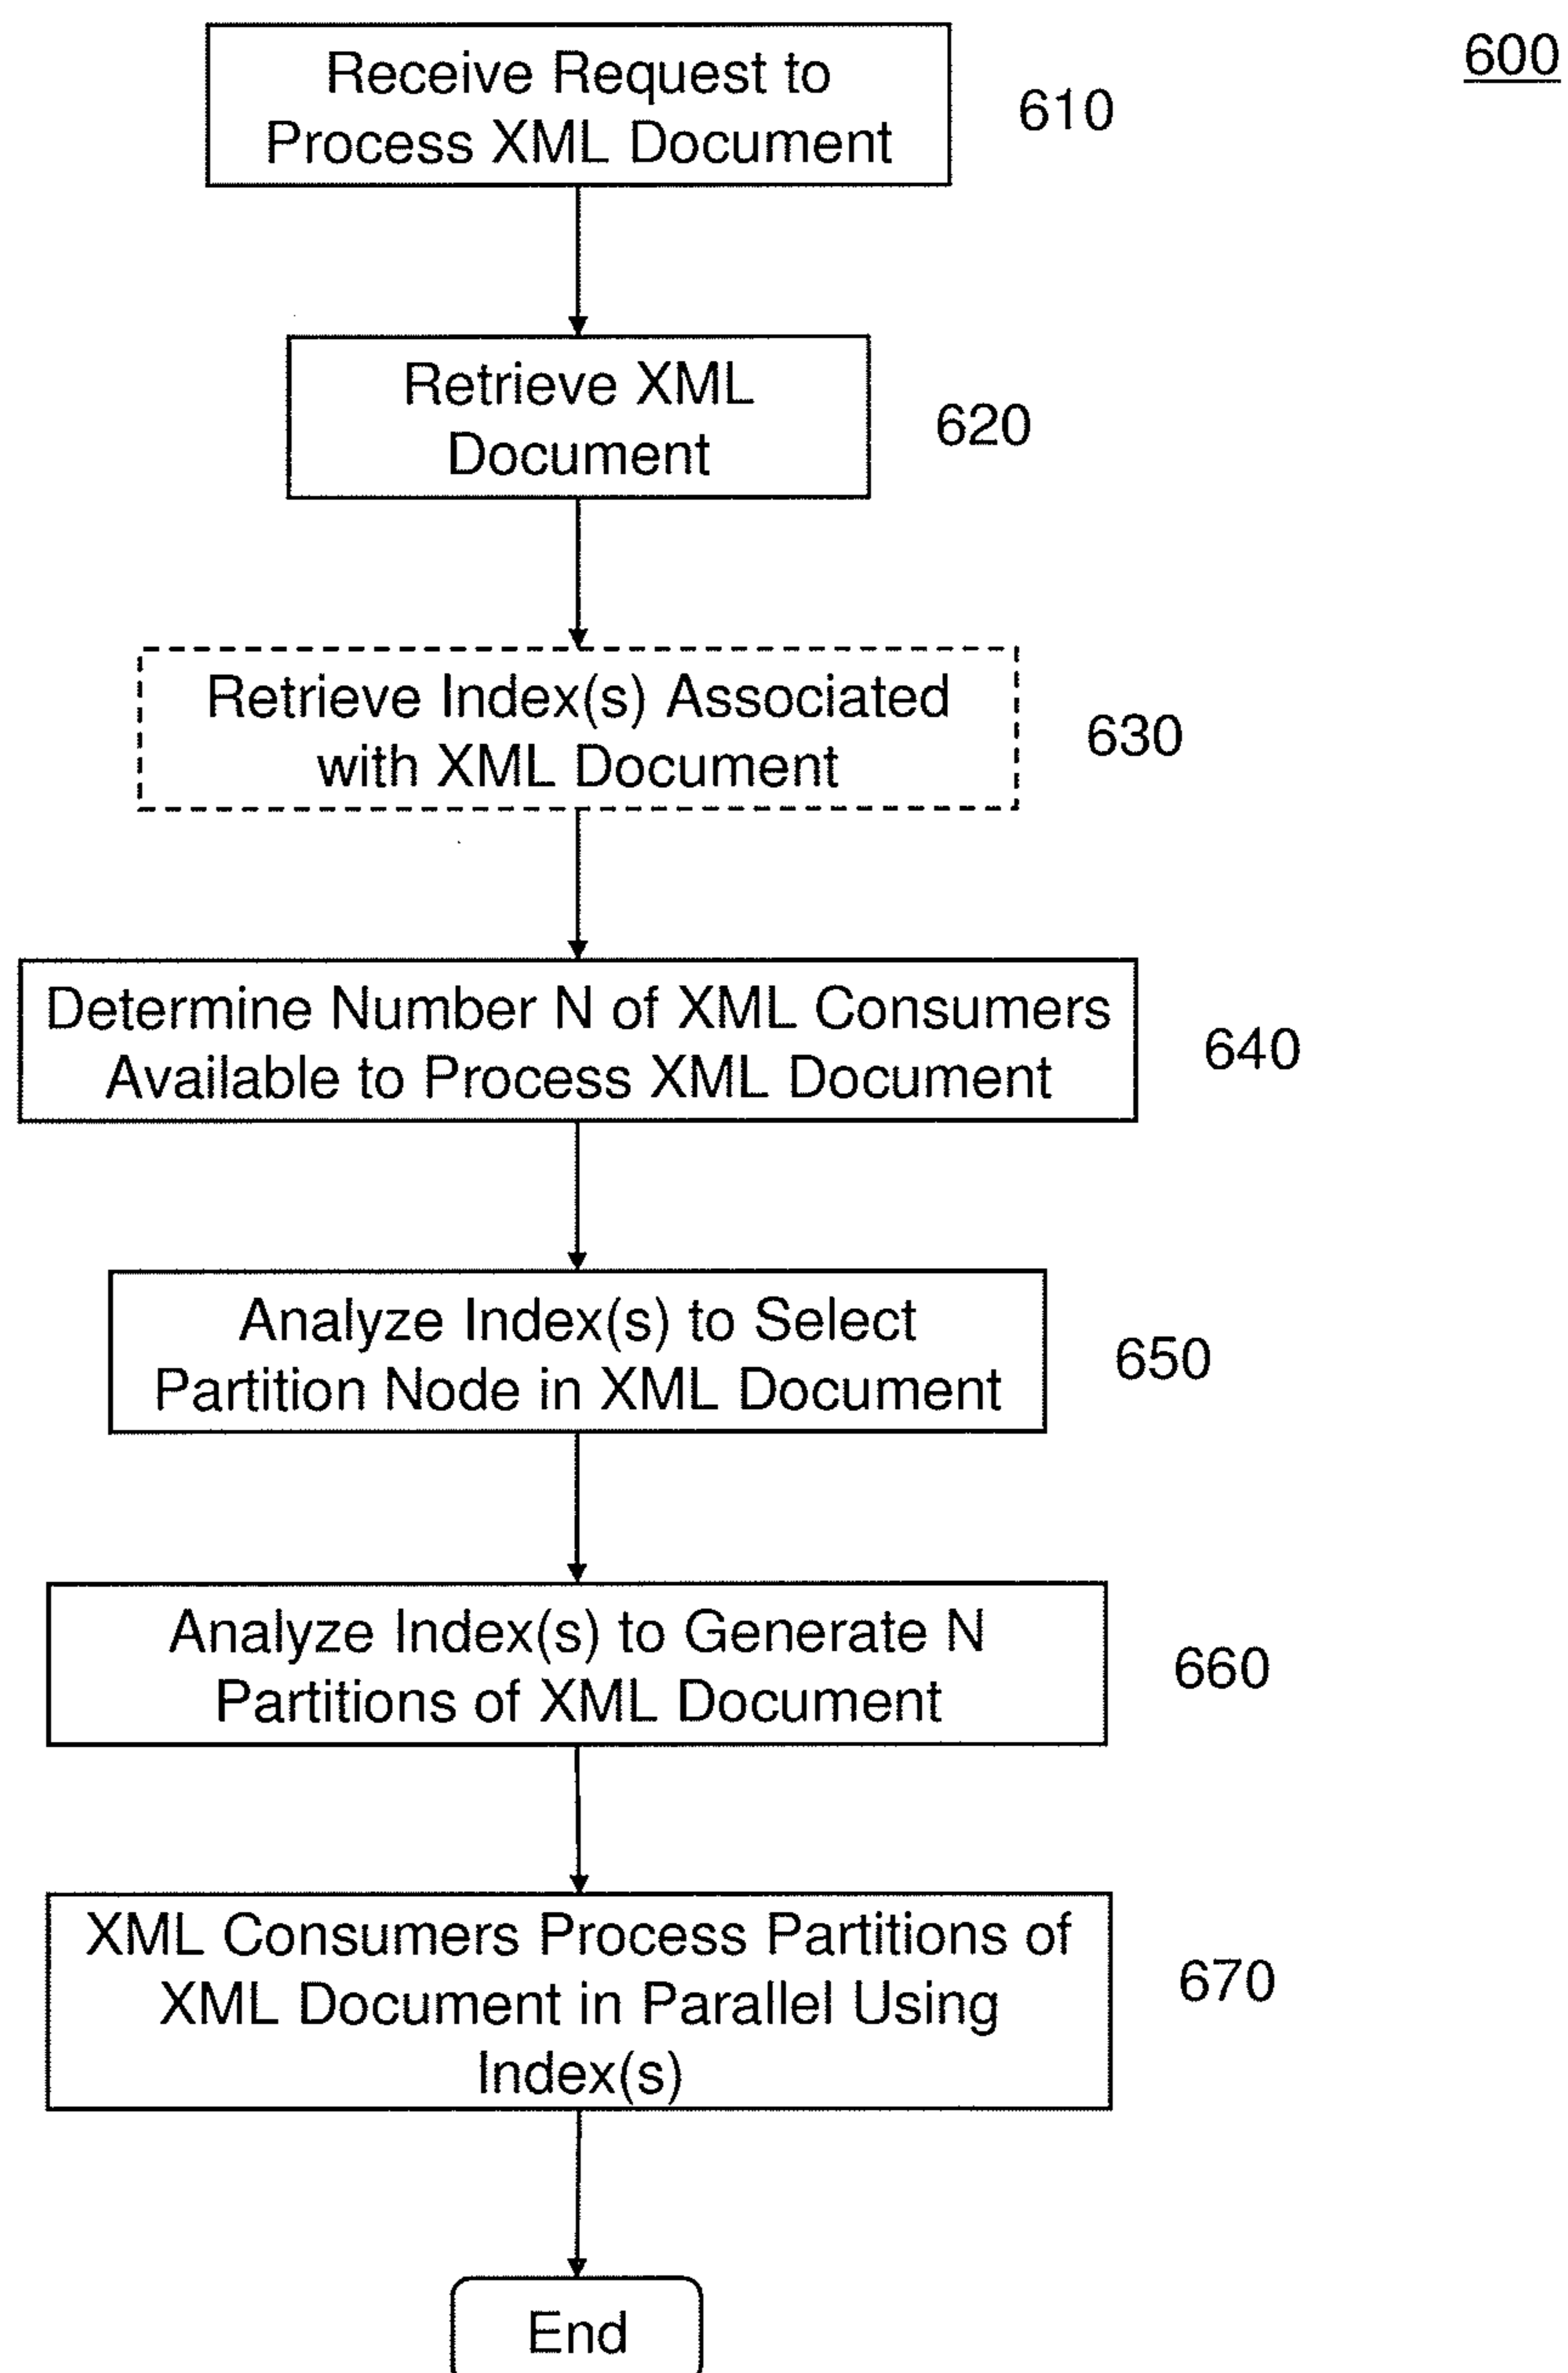 600
Receive Request to
Process XML Document
610
Retrieve XML
Document
620
Retrieve Index(s) Associated
with XML Document
630
Determine Number N of XML Consumers
Available to Process XML Document
640
Analyze Index(s) to Select
Partition Node in XML Document
650
Analyze Index(s) to Generate N
Partitions of XML Document
660
XML Consumers Process Partitions of
XML Document in Parallel Using
Index(s)
670
End